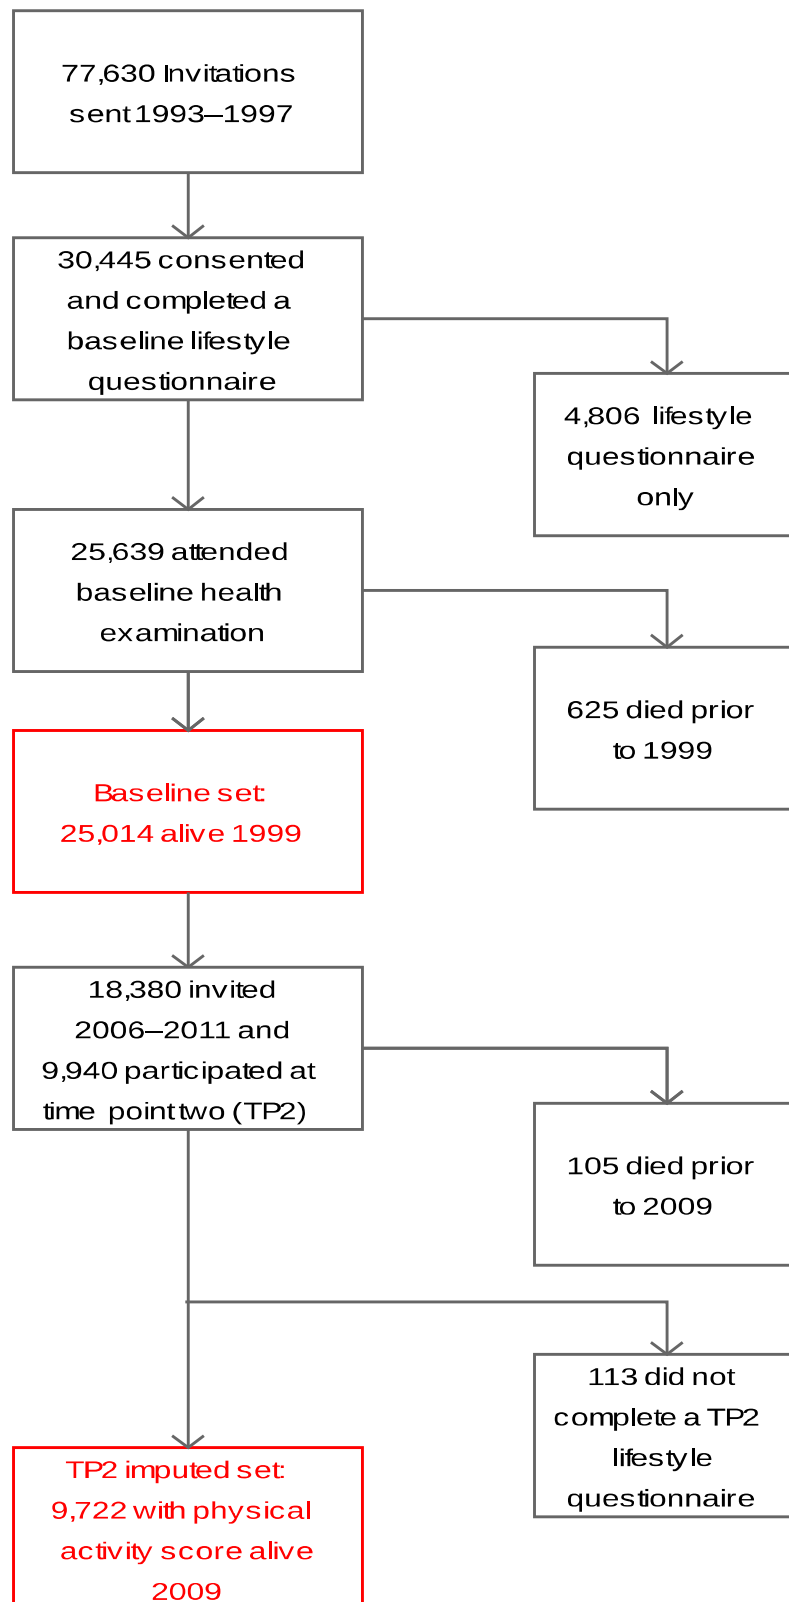 77,630 Invitations
sent 1993–1997
30,445 consented
and completed a
baseline lifestyle
questionnaire
4,806 lifestyle
questionnaire
only
25,639 attended
baseline health
examination
625 died prior
to 1999
Baseline set:
25,014 alive 1999
18,380 invited
2006–2011 and
9,940 participated at
time point two (TP2)
105 died prior
to 2009
113 did not
complete a TP2
lifestyle
questionnaire
TP2 imputed set:
9,722 with physical
activity score alive
2009